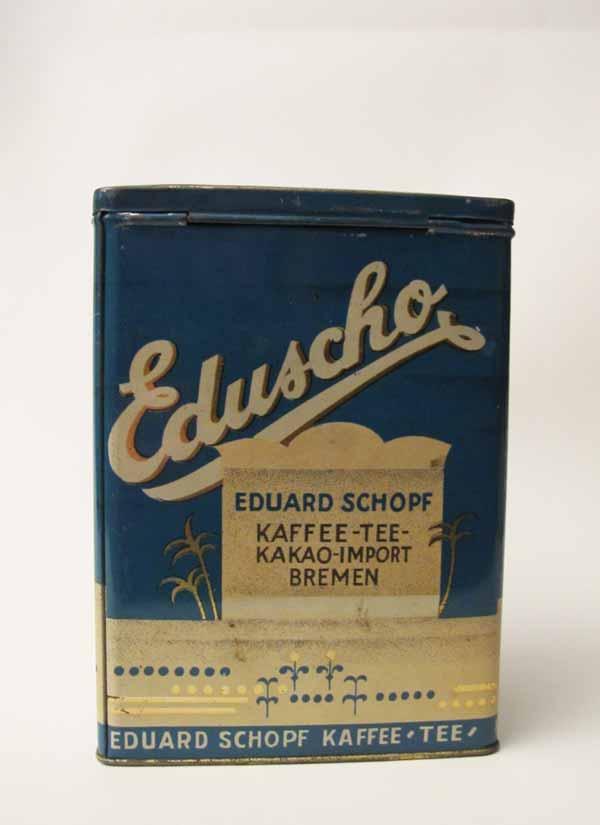 Eduscho
EDUARD SCHOPF
KAFFEE-TEE-
KAKAO-IMPORT
BREMEN
EDUARD SCHOPF KAFFEE • TEE •